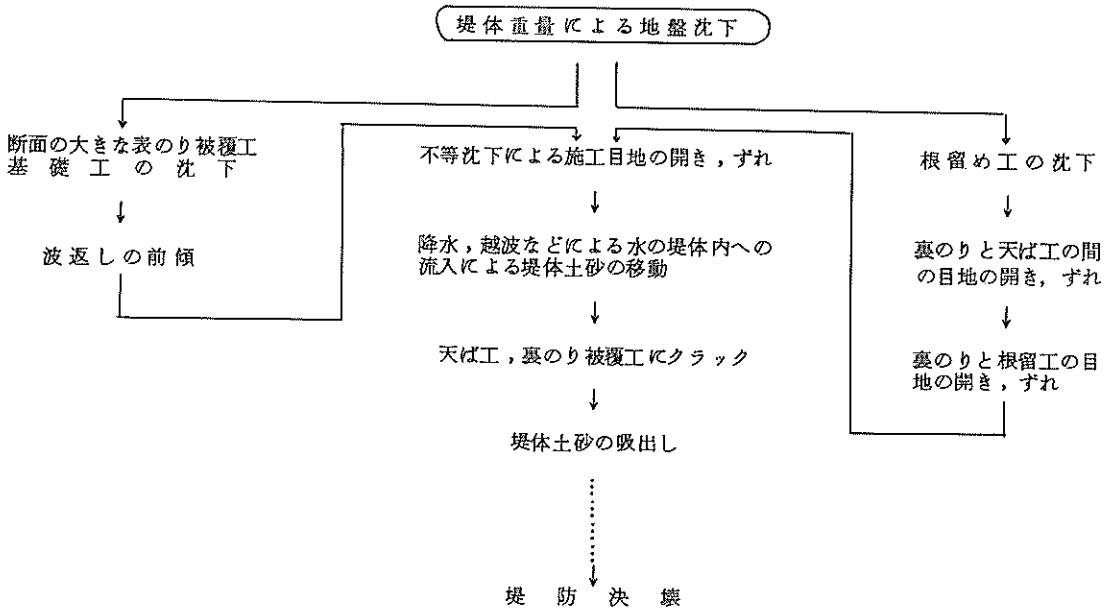 堤体重量による地盤沈下
断面の大きな表のり被覆工
基礎工の沈下
波返しの前傾
不等沈下による施工目地の開き，ずれ
降水，越波などによる水の堤体内への
流入による堤体土砂の移動
天ば工，裏のり被覆工にクラック
堤体土砂の吸出し
堤防決壊
根留め工の沈下
裏のりと天ば工の間
の目地の開き，ずれ
裏のりと根留工の目
地の開き，ずれ